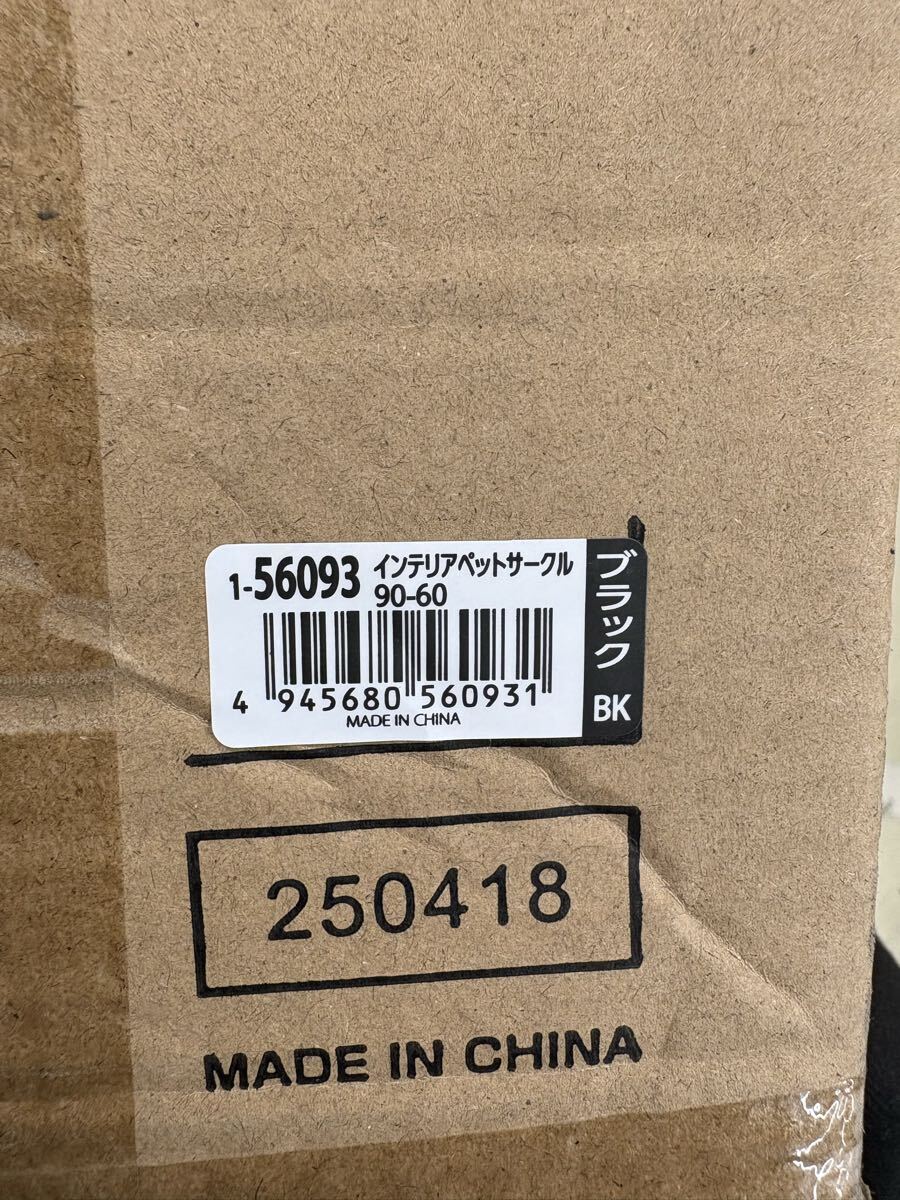 1-56093 インテリアペットサークル
90-60
4 945680 560931
MADE IN CHINA
ブラック
BK
250418
MADE IN CHINA